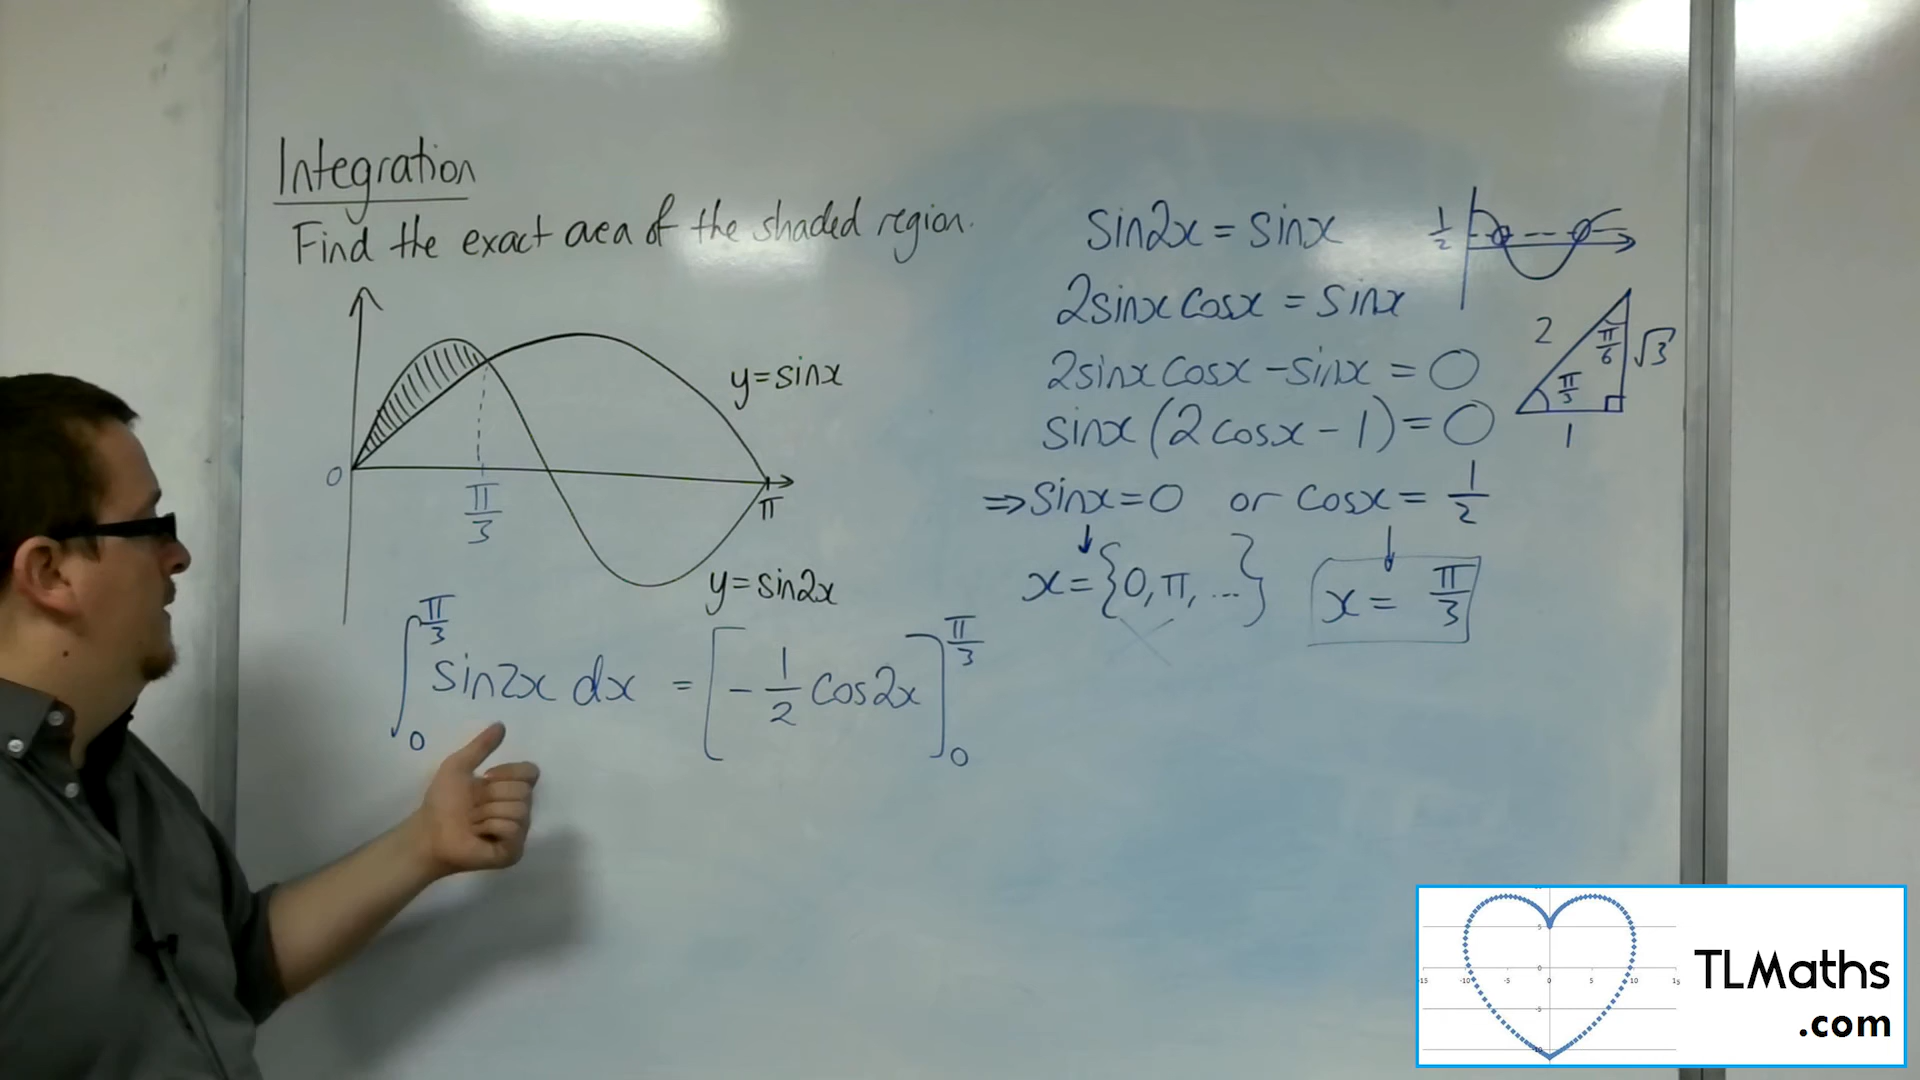 Integration
Find the exact area of the shaded region.
y=sinx
0
π/3
π
y=sin2x
∫₀^(π/3) sin2x dx = [-1/2 cos2x]₀^(π/3)
sin2x = sinx
1/2
2sinxcosx = sinx
2sinxcosx - sinx = 0
sinx(2cosx - 1) = 0
⇒ sinx = 0 or cosx = 1/2
x = {0, π, ...}
x = π/3
2
π/6
√3
π/3
1
TLMaths
.com